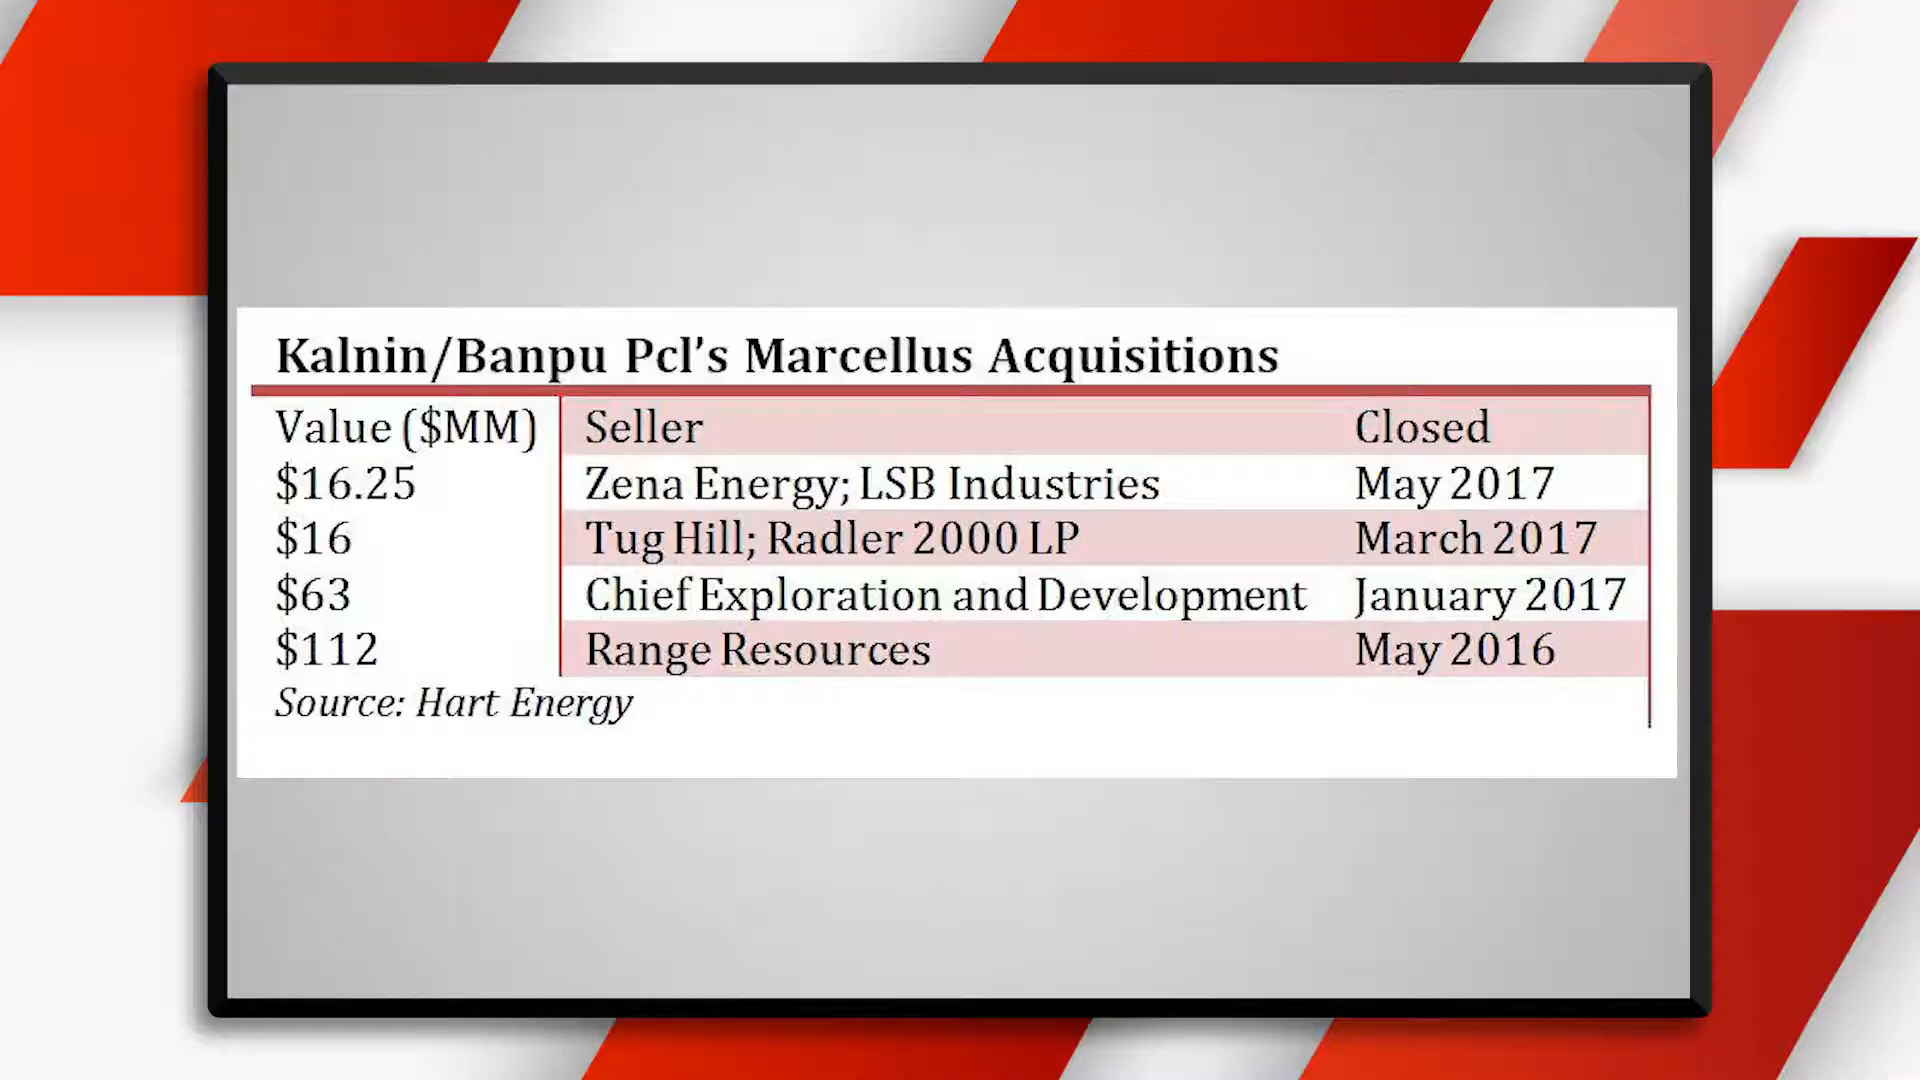 Kalnin/Banpu Pcl's Marcellus Acquisitions
Value ($MM) Seller Closed
$16.25 Zena Energy; LSB Industries May 2017
$16 Tug Hill; Radler 2000 LP March 2017
$63 Chief Exploration and Development January 2017
$112 Range Resources May 2016
Source: Hart Energy